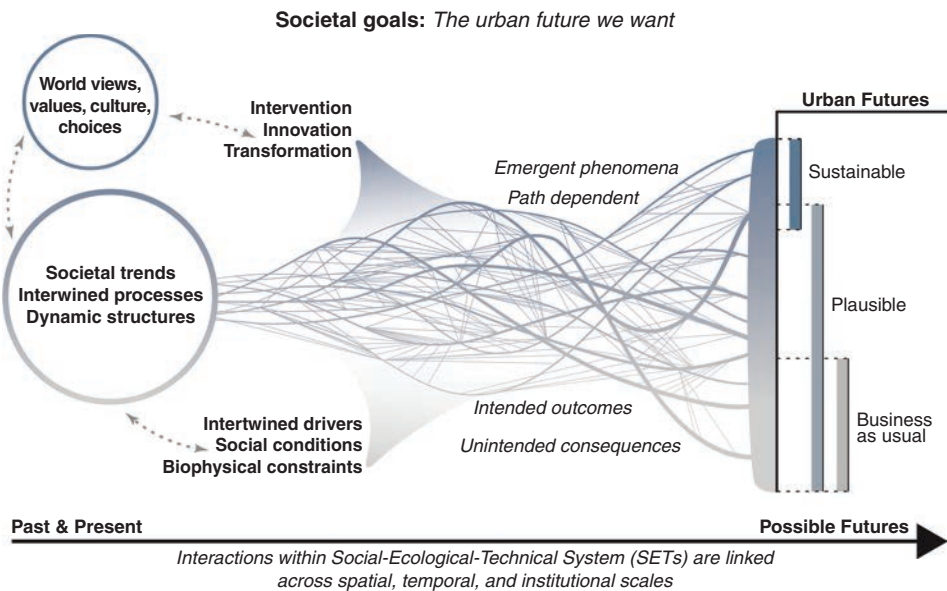 Societal goals: The urban future we want
World views,
values, culture,
choices
Intervention
Innovation
Transformation
Urban Futures
Emergent phenomena
Path dependent
Sustainable
Societal trends
Interwined processes
Dynamic structures
Plausible
Intertwined drivers
Social conditions
Biophysical constraints
Intended outcomes
Unintended consequences
Business
as usual
Past & Present
Possible Futures
Interactions within Social-Ecological-Technical System (SETs) are linked
across spatial, temporal, and institutional scales